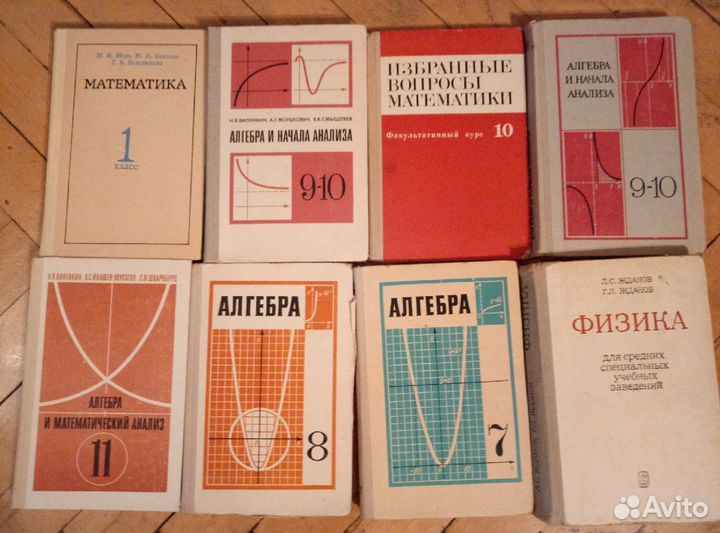 М. И. Моро, М. А. Бантова
Г. В. Бельтюкова
МАТЕМАТИКА
1
класс
Н.Я.ВИЛЕНКИН, А.Г.МОРДКОВИЧ, В.К.СМЫШЛЯЕВ
АЛГЕБРА И НАЧАЛА АНАЛИЗА
9-10
ИЗБРАННЫЕ
ВОПРОСЫ
МАТЕМАТИКИ
Факультативный курс 10
АЛГЕБРА
И НАЧАЛА
АНАЛИЗА
9-10
Н.Я.ВИЛЕНКИН О.С.ИВАШЕВ-МУСАТОВ С.И.ШВАРЦБУРД
АЛГЕБРА
И МАТЕМАТИЧЕСКИЙ АНАЛИЗ
11
АЛГЕБРА
8
АЛГЕБРА
7
ФИЗИКА
Л.С. ЖДАНОВ
Г.Л. ЖДАНОВ
ФИЗИКА
для средних
специальных
учебных
заведений
Avito